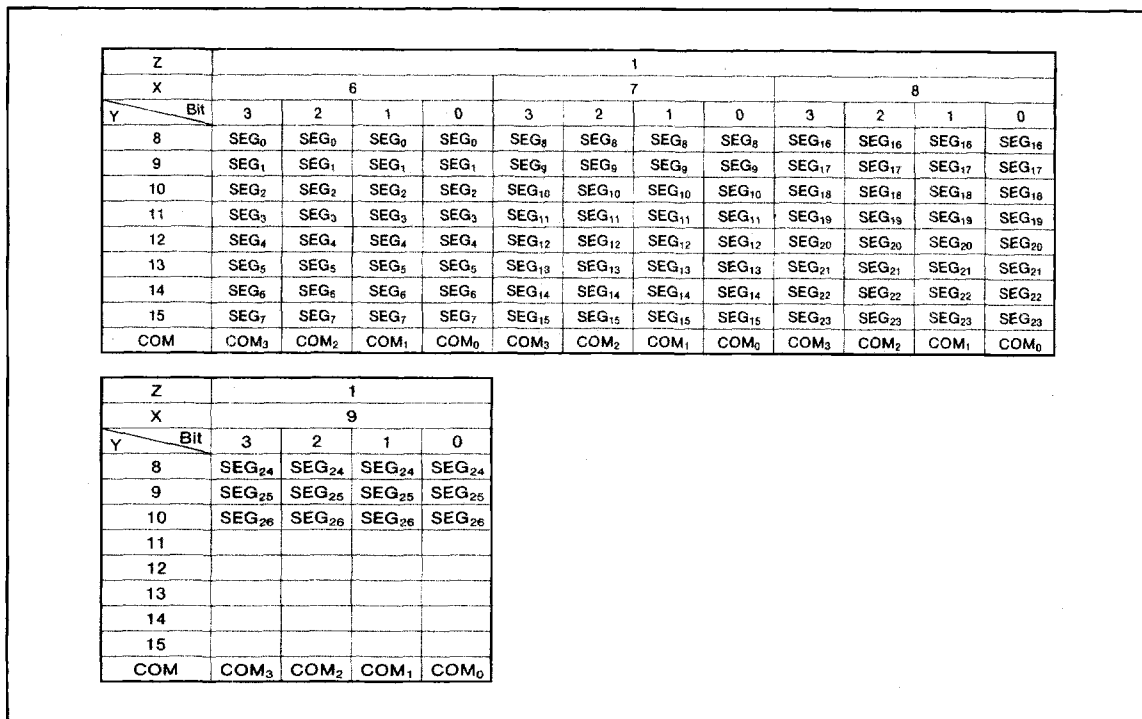 Z 1
X 6 7 8
Y Bit 3 2 1 0 3 2 1 0 3 2 1 0
8 SEG₀ SEG₀ SEG₀ SEG₀ SEG₈ SEG₈ SEG₈ SEG₈ SEG₁₆ SEG₁₆ SEG₁₆ SEG₁₆
9 SEG₁ SEG₁ SEG₁ SEG₁ SEG₉ SEG₉ SEG₉ SEG₉ SEG₁₇ SEG₁₇ SEG₁₇ SEG₁₇
10 SEG₂ SEG₂ SEG₂ SEG₂ SEG₁₀ SEG₁₀ SEG₁₀ SEG₁₀ SEG₁₈ SEG₁₈ SEG₁₈ SEG₁₈
11 SEG₃ SEG₃ SEG₃ SEG₃ SEG₁₁ SEG₁₁ SEG₁₁ SEG₁₁ SEG₁₉ SEG₁₉ SEG₁₉ SEG₁₉
12 SEG₄ SEG₄ SEG₄ SEG₄ SEG₁₂ SEG₁₂ SEG₁₂ SEG₁₂ SEG₂₀ SEG₂₀ SEG₂₀ SEG₂₀
13 SEG₅ SEG₅ SEG₅ SEG₅ SEG₁₃ SEG₁₃ SEG₁₃ SEG₁₃ SEG₂₁ SEG₂₁ SEG₂₁ SEG₂₁
14 SEG₆ SEG₆ SEG₆ SEG₆ SEG₁₄ SEG₁₄ SEG₁₄ SEG₁₄ SEG₂₂ SEG₂₂ SEG₂₂ SEG₂₂
15 SEG₇ SEG₇ SEG₇ SEG₇ SEG₁₅ SEG₁₅ SEG₁₅ SEG₁₅ SEG₂₃ SEG₂₃ SEG₂₃ SEG₂₃
COM COM₃ COM₂ COM₁ COM₀ COM₃ COM₂ COM₁ COM₀ COM₃ COM₂ COM₁ COM₀
Z 1
X 9
Y Bit 3 2 1 0
8 SEG₂₄ SEG₂₄ SEG₂₄ SEG₂₄
9 SEG₂₅ SEG₂₅ SEG₂₅ SEG₂₅
10 SEG₂₆ SEG₂₆ SEG₂₆ SEG₂₆
11
12
13
14
15
COM COM₃ COM₂ COM₁ COM₀